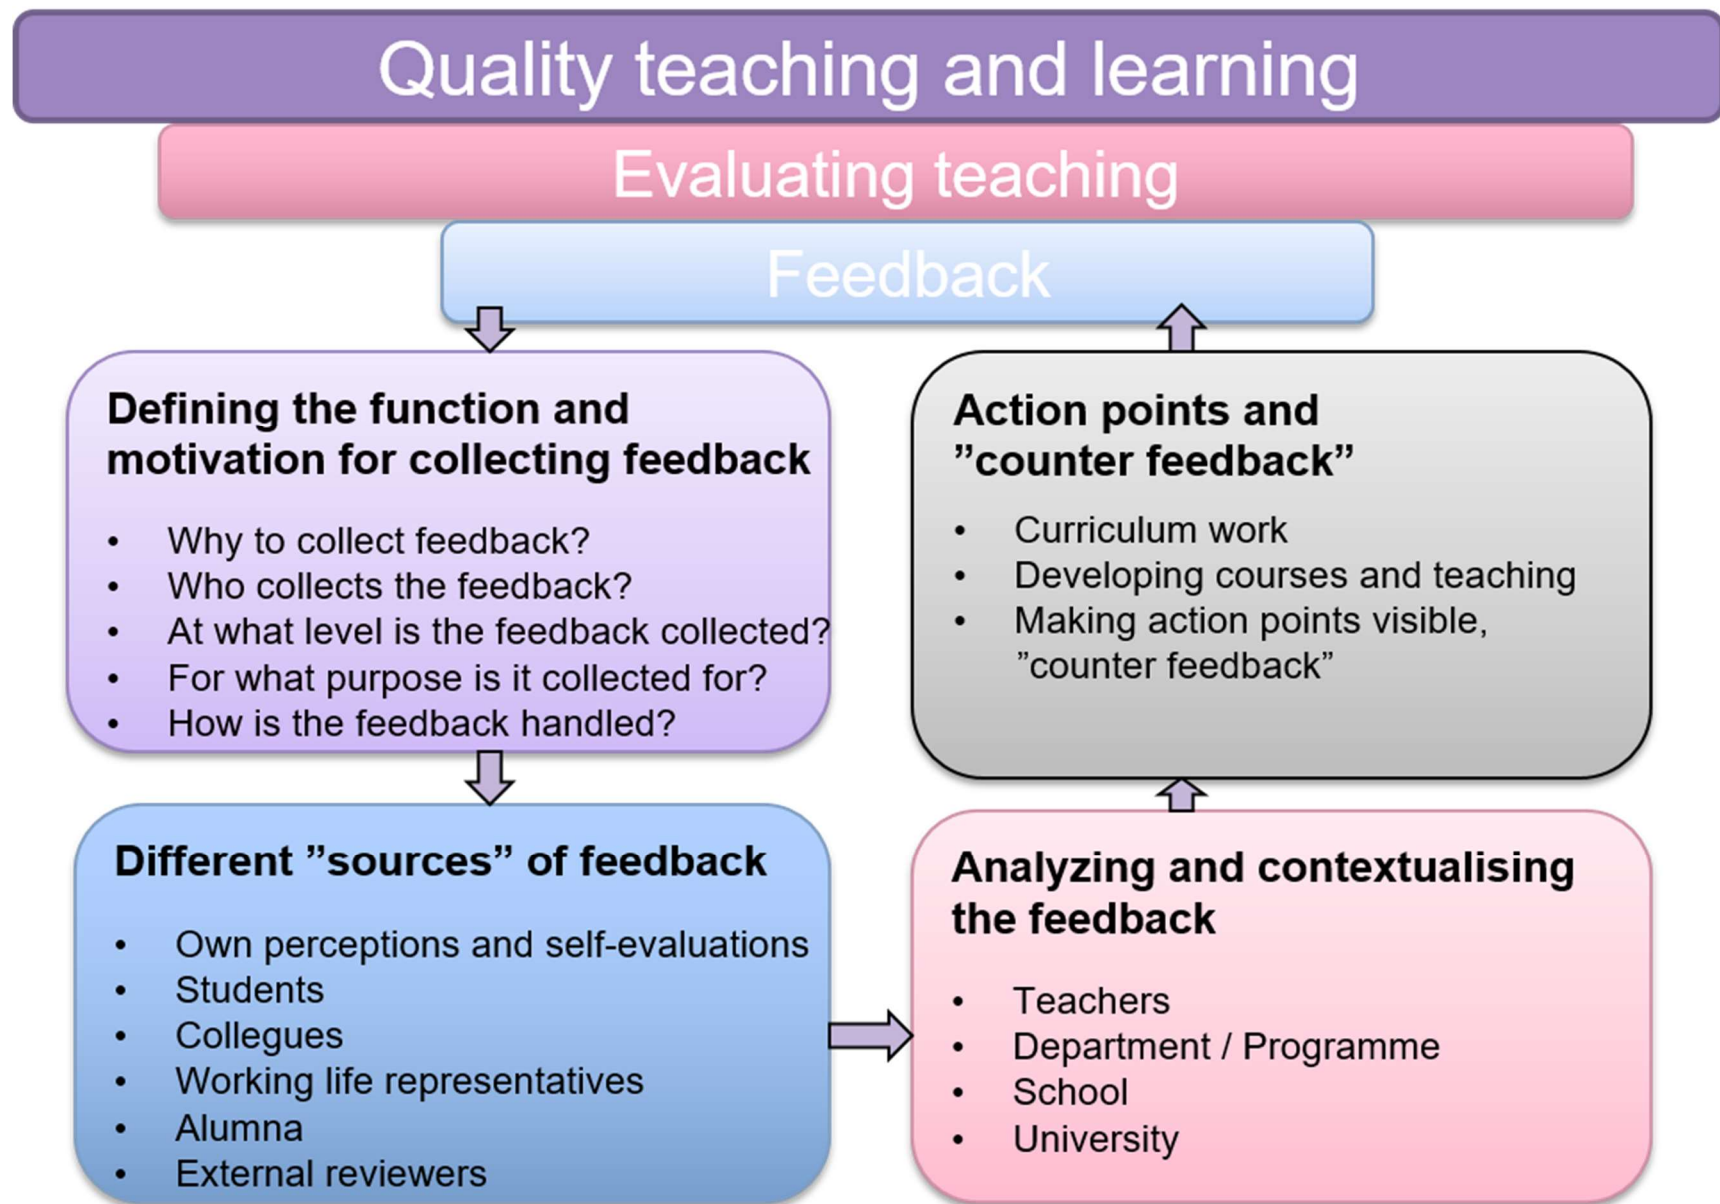 Quality teaching and learning
Evaluating teaching
Feedback
Defining the function and
motivation for collecting feedback
• Why to collect feedback?
• Who collects the feedback?
• At what level is the feedback collected?
• For what purpose is it collected for?
• How is the feedback handled?
Different ”sources” of feedback
• Own perceptions and self-evaluations
• Students
• Collegues
• Working life representatives
• Alumna
• External reviewers
Analyzing and contextualising
the feedback
• Teachers
• Department / Programme
• School
• University
Action points and
”counter feedback”
• Curriculum work
• Developing courses and teaching
• Making action points visible,
”counter feedback”